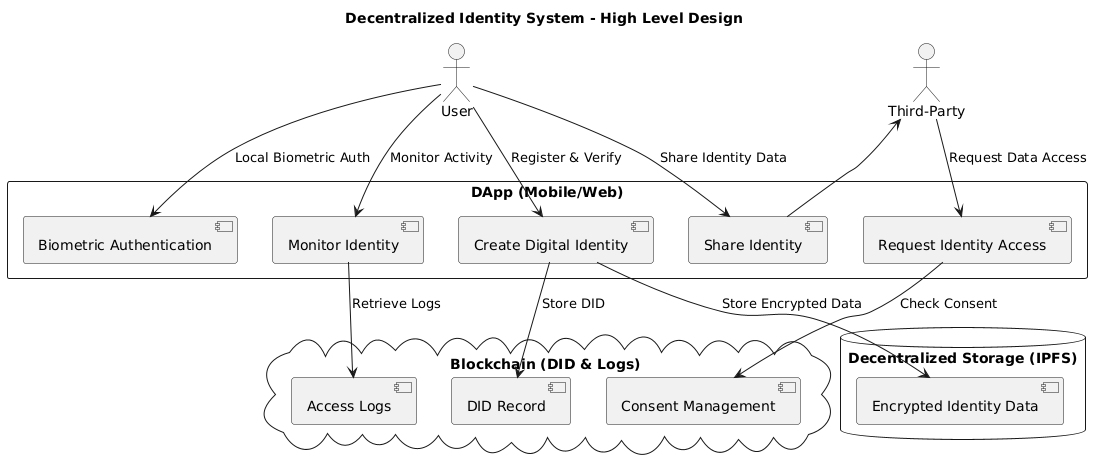 Decentralized Identity System - High Level Design
User
Third-Party
Local Biometric Auth
Monitor Activity
Register & Verify
Share Identity Data
Request Data Access
DApp (Mobile/Web)
Biometric Authentication
Monitor Identity
Create Digital Identity
Share Identity
Request Identity Access
Retrieve Logs
Store DID
Store Encrypted Data
Check Consent
Blockchain (DID & Logs)
Decentralized Storage (IPFS)
Access Logs
DID Record
Consent Management
Encrypted Identity Data